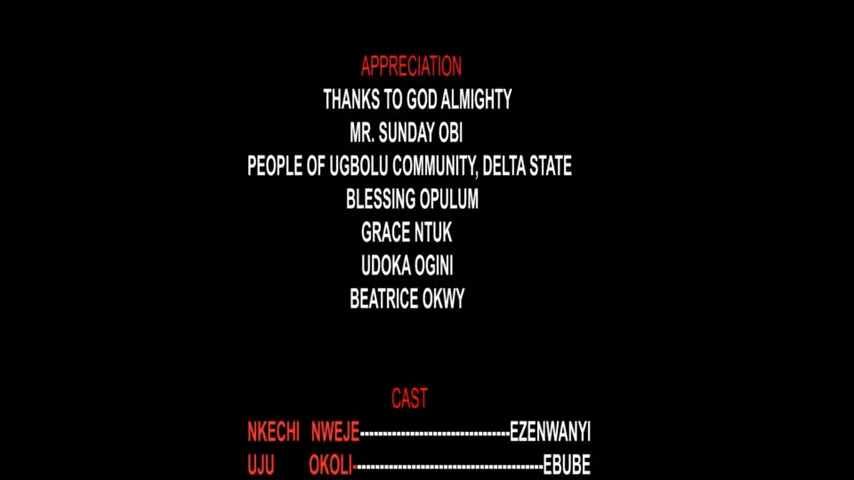 APPRECIATION
THANKS TO GOD ALMIGHTY
MR. SUNDAY OBI
PEOPLE OF UGBOLU COMMUNITY, DELTA STATE
BLESSING OPULUM
GRACE NTUK
UDOKA OGINI
BEATRICE OKWY
CAST
NKECHI NWEJE---------------------------------EZENWANYI
UJU OKOLI-----------------------------------------EBUBE